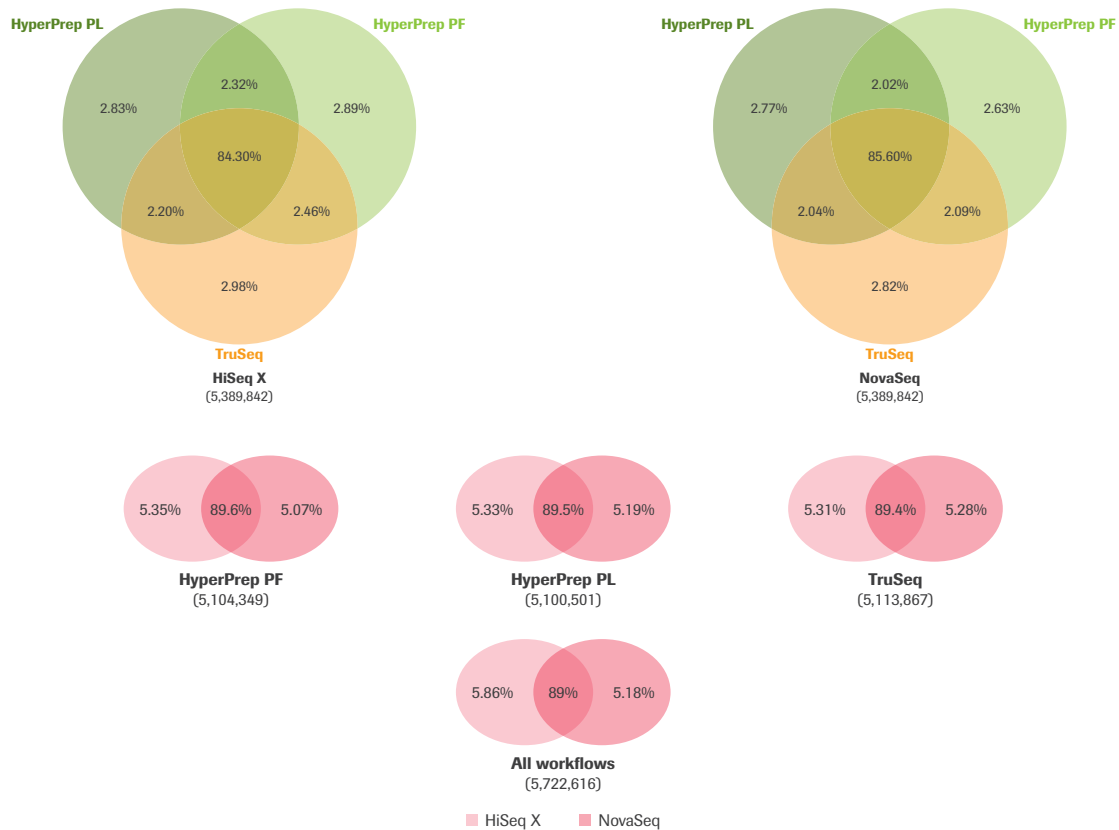 HyperPrep PL
HyperPrep PF
2.32%
2.83%
2.89%
84.30%
2.20%
2.46%
2.98%
TruSeq
HiSeq X
(5,389,842)
HyperPrep PL
HyperPrep PF
2.02%
2.77%
2.63%
85.60%
2.04%
2.09%
2.82%
TruSeq
NovaSeq
(5,389,842)
5.35%
89.6%
5.07%
HyperPrep PF
(5,104,349)
5.33%
89.5%
5.19%
HyperPrep PL
(5,100,501)
5.31%
89.4%
5.28%
TruSeq
(5,113,867)
5.86%
89%
5.18%
All workflows
(5,722,616)
HiSeq X
NovaSeq